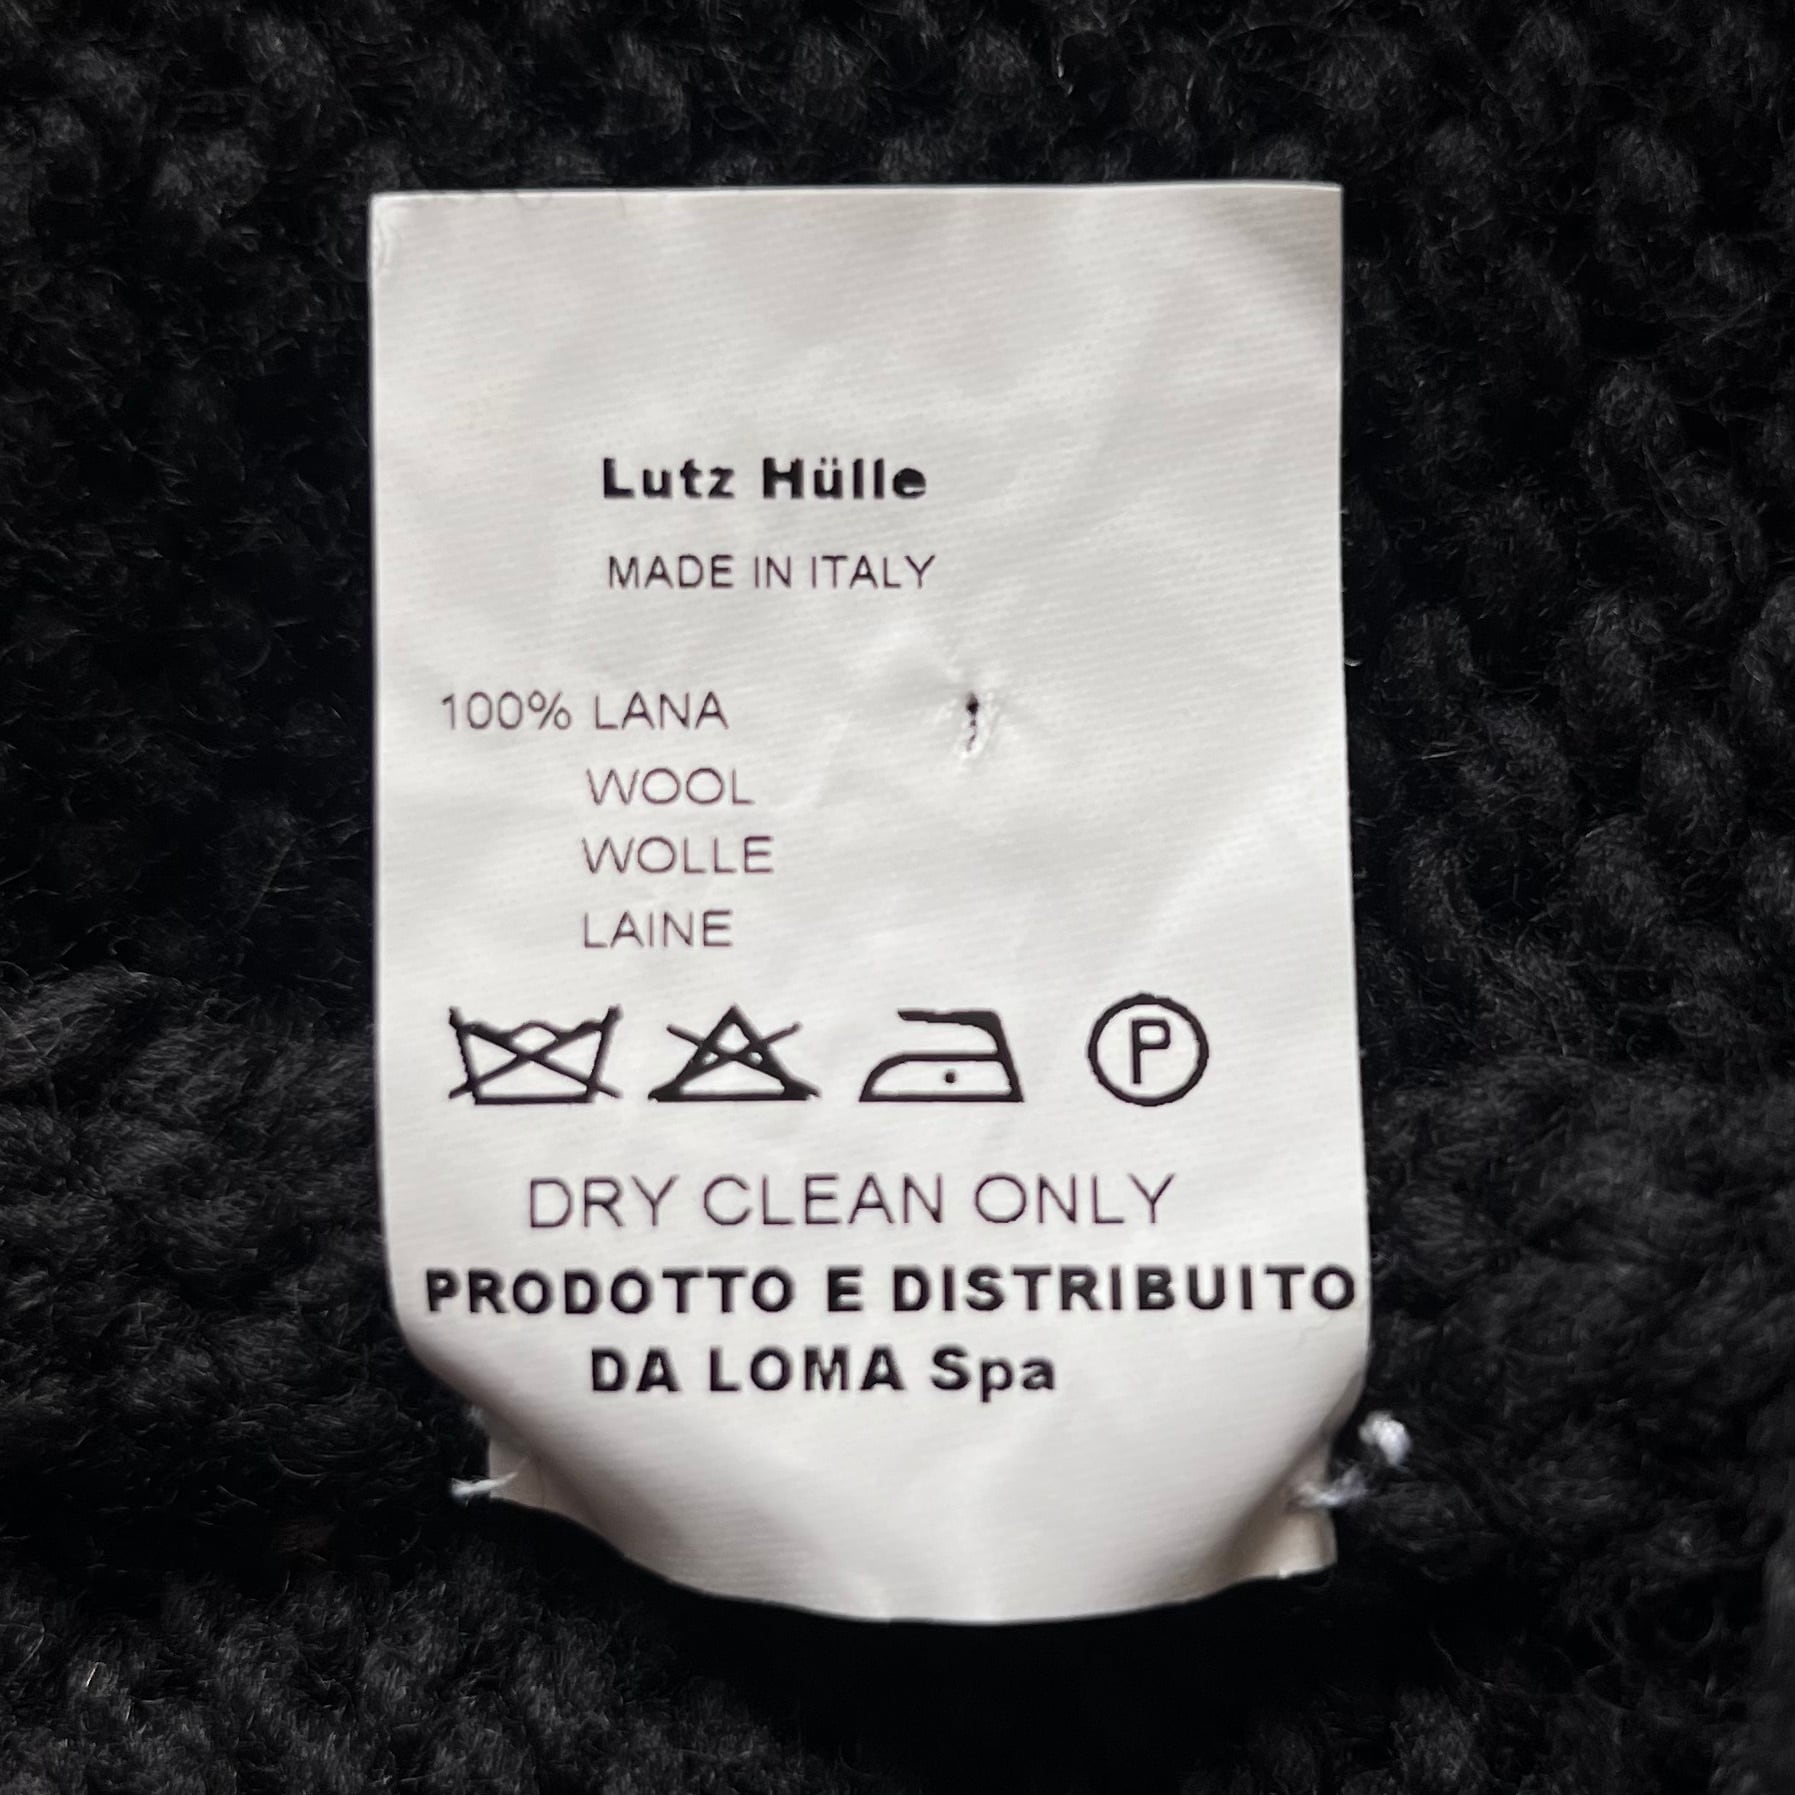 Lutz Hülle
MADE IN ITALY
100% LANA
WOOL
WOLLE
LAINE
P
DRY CLEAN ONLY
PRODOTTO E DISTRIBUITO
DA LOMA Spa